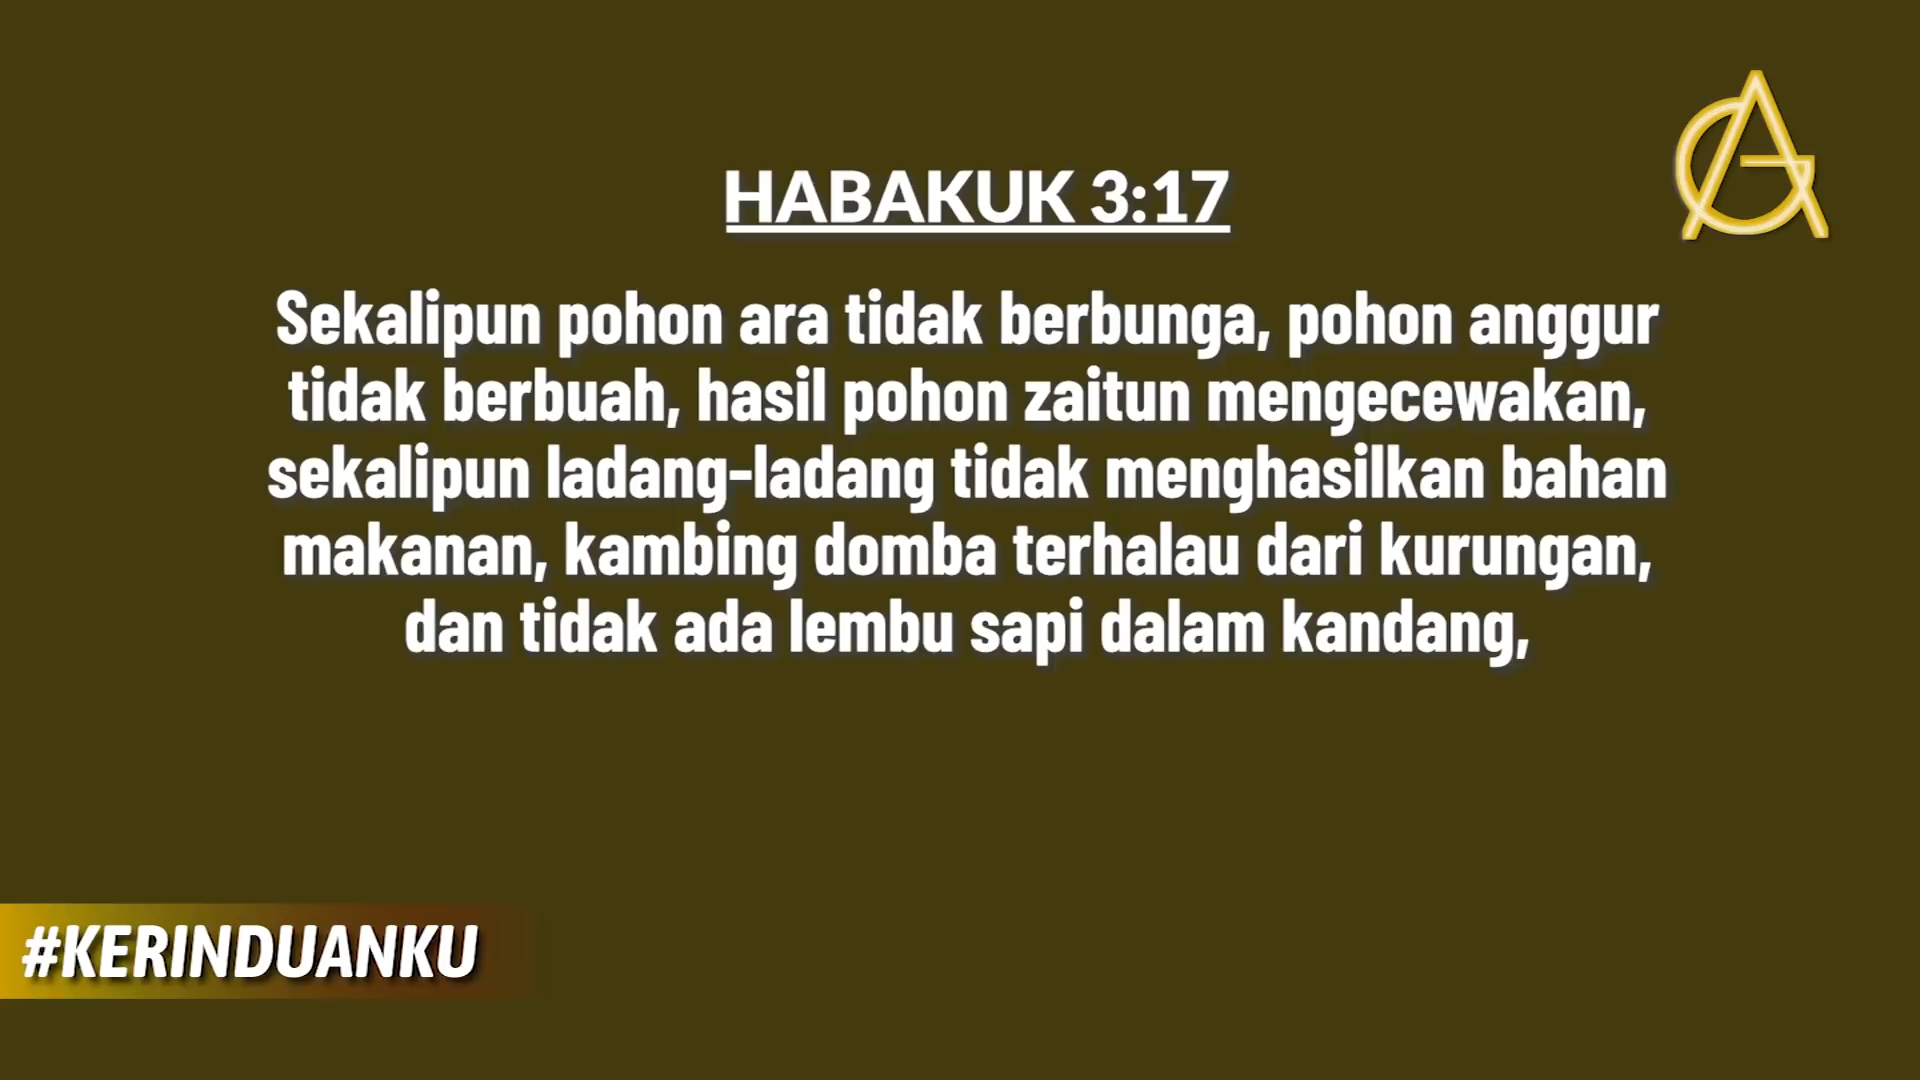 HABAKUK 3:17
Sekalipun pohon ara tidak berbunga, pohon anggur
tidak berbuah, hasil pohon zaitun mengecewakan,
sekalipun ladang-ladang tidak menghasilkan bahan
makanan, kambing domba terhalau dari kurungan,
dan tidak ada lembu sapi dalam kandang,
#KERINDUANKU